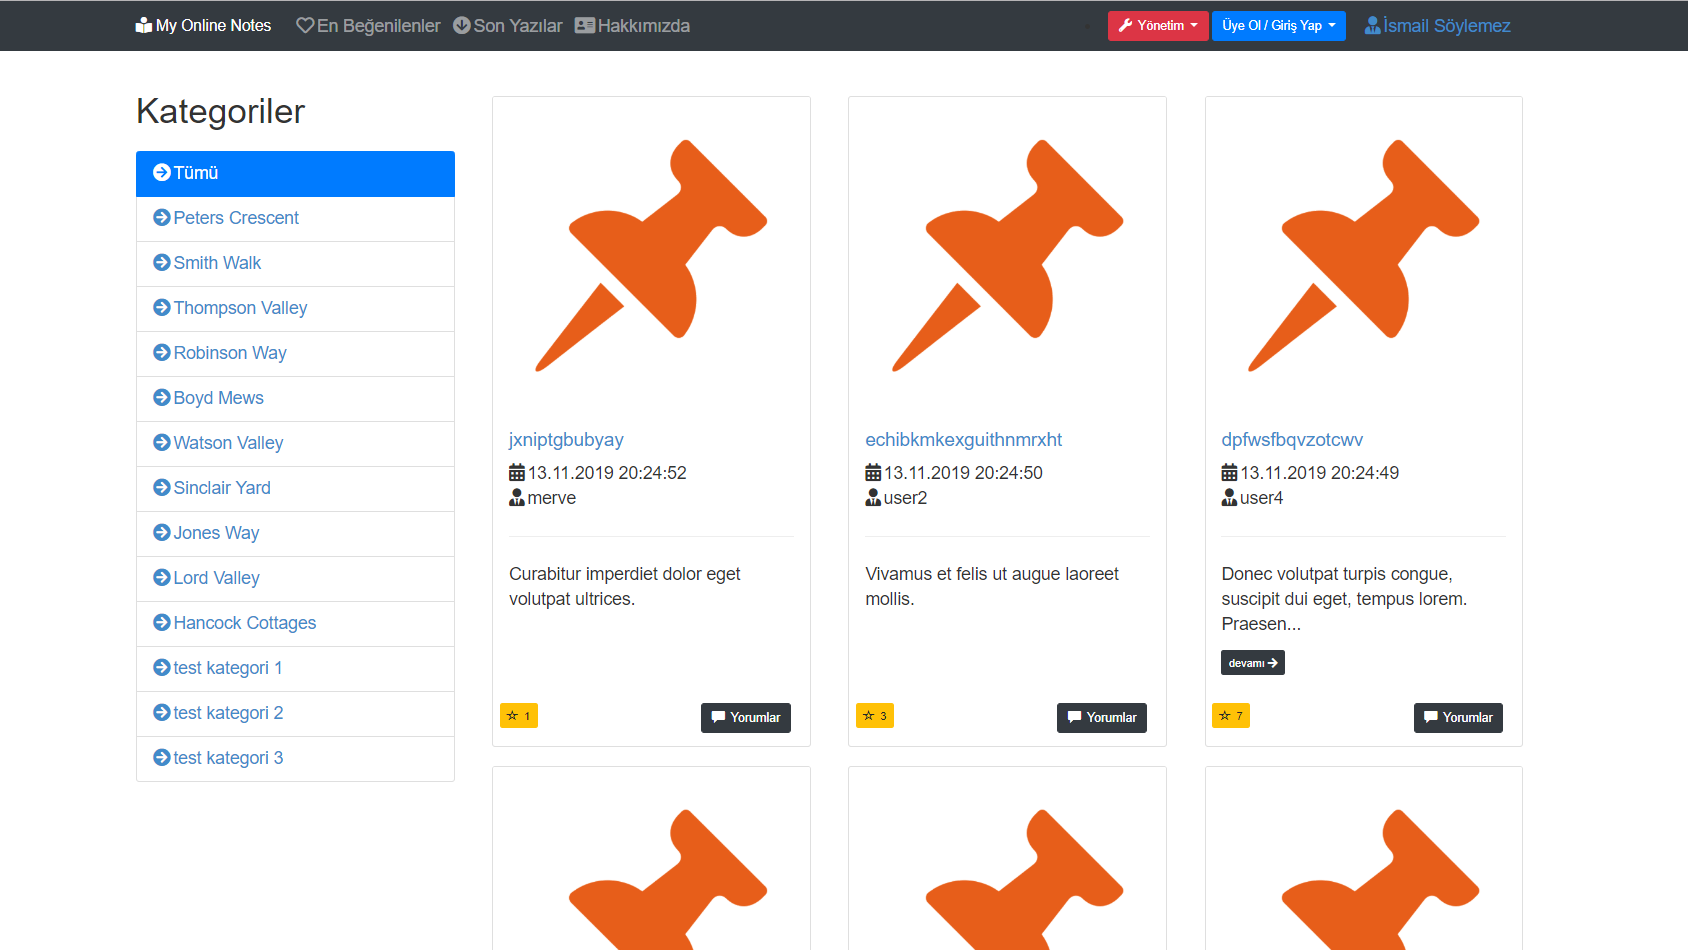 My Online Notes En Beğenilenler Son Yazılar Hakkımızda Yönetim Üye Ol / Giriş Yap İsmail Söylemez
Kategoriler
Tümü
Peters Crescent
Smith Walk
Thompson Valley
Robinson Way
Boyd Mews
Watson Valley
Sinclair Yard
Jones Way
Lord Valley
Hancock Cottages
test kategori 1
test kategori 2
test kategori 3
jxniptgbubyay
13.11.2019 20:24:52
merve
Curabitur imperdiet dolor eget
volutpat ultrices.
1 Yorumlar
echibkmkexguithnmrxht
13.11.2019 20:24:50
user2
Vivamus et felis ut augue laoreet
mollis.
3 Yorumlar
dpfwsfbqvzotcwv
13.11.2019 20:24:49
user4
Donec volutpat turpis congue,
suscipit dui eget, tempus lorem.
Praesen...
devamı
7 Yorumlar